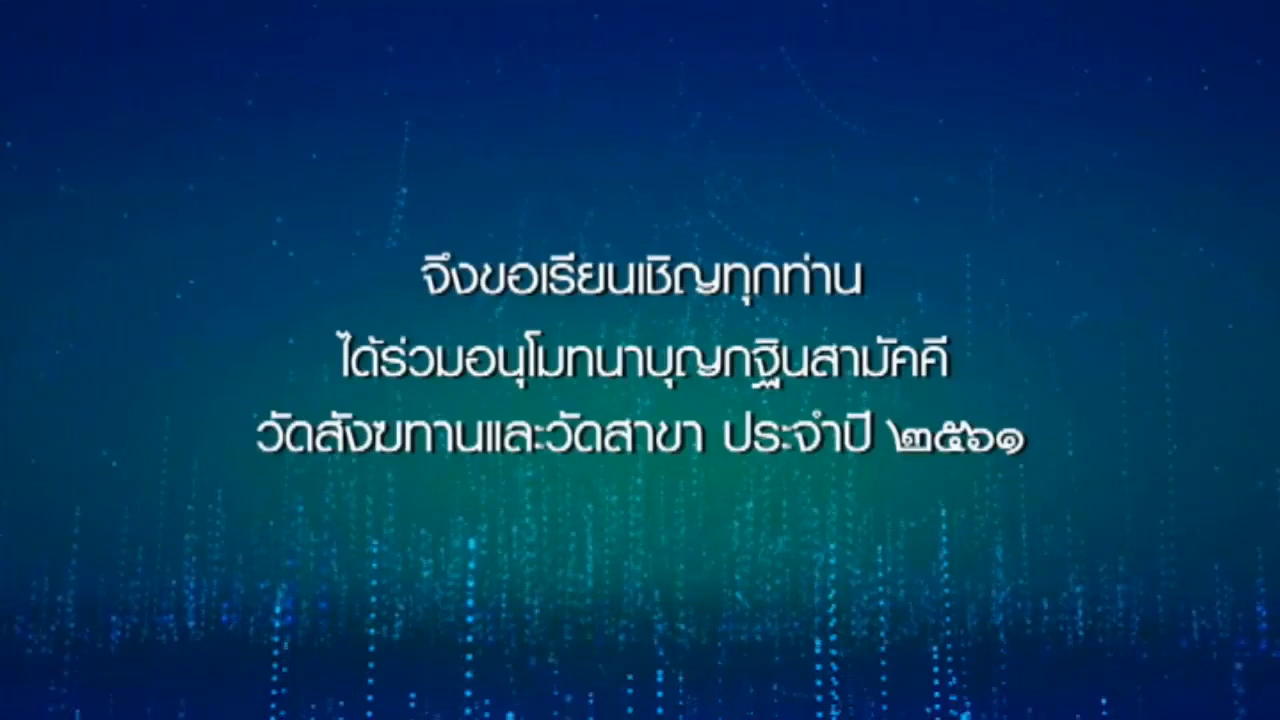 จึงขอเรียนเชิญทุกท่าน
ได้ร่วมอนุโมทนาบุญกฐินสามัคคี
วัดสังฆทานและวัดสาขา ประจำปี ๒๕๖๑